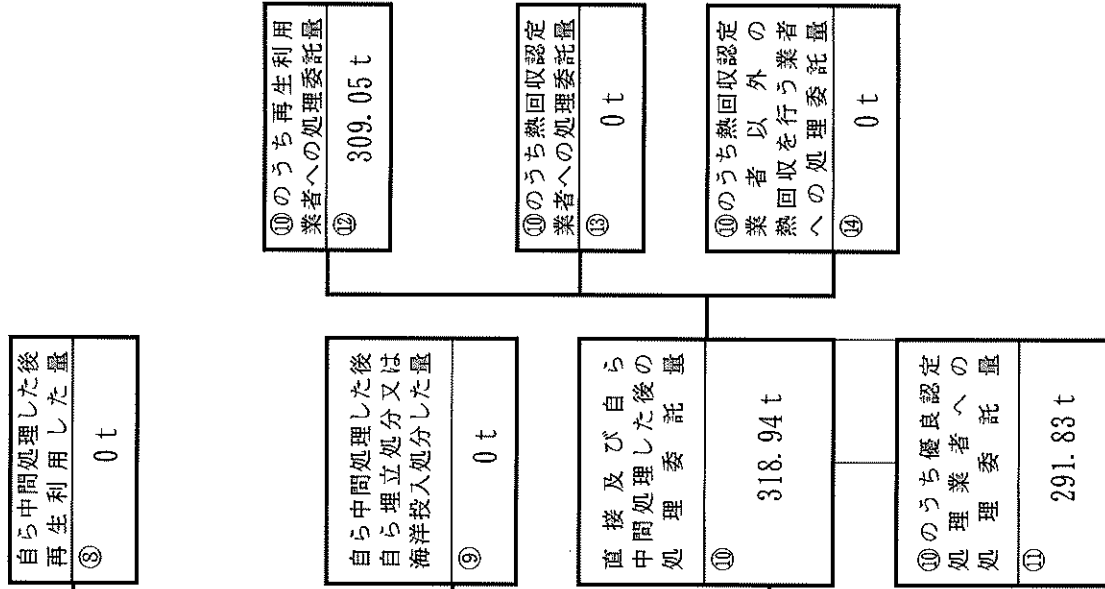 自ら中間処理した後
再生利用した量
⑧
0 t
自ら中間処理した後
自ら埋立処分又は
海洋投入処分した量
⑨
0 t
直接及び自ら
中間処理した後の
処理委託量
⑩
318.94 t
⑩のうち優良認定
処理業者への
処理委託量
⑪
291.83 t
⑩のうち再生利用
業者への処理委託量
⑫
309.05 t
⑩のうち熱回収認定
業者への処理委託量
⑬
0 t
⑩のうち熱回収認定
業者以外の
熱回収を行う業者
への処理委託量
⑭
0 t